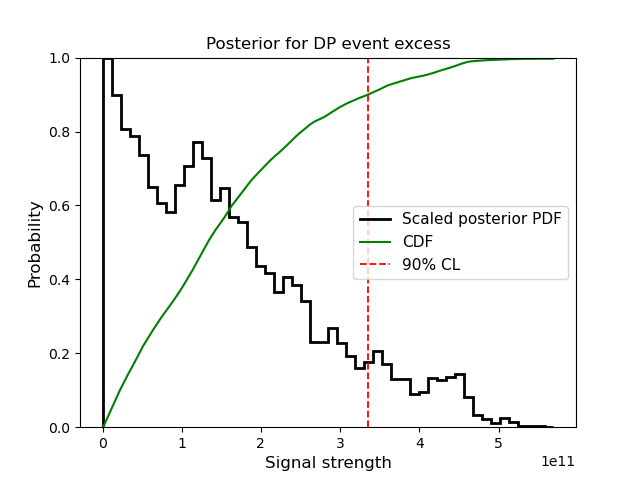 Posterior for DP event excess
Probability
1.0
0.8
0.6
0.4
0.2
0.0
Scaled posterior PDF
CDF
90% CL
0 1 2 3 4 5
1e11
Signal strength